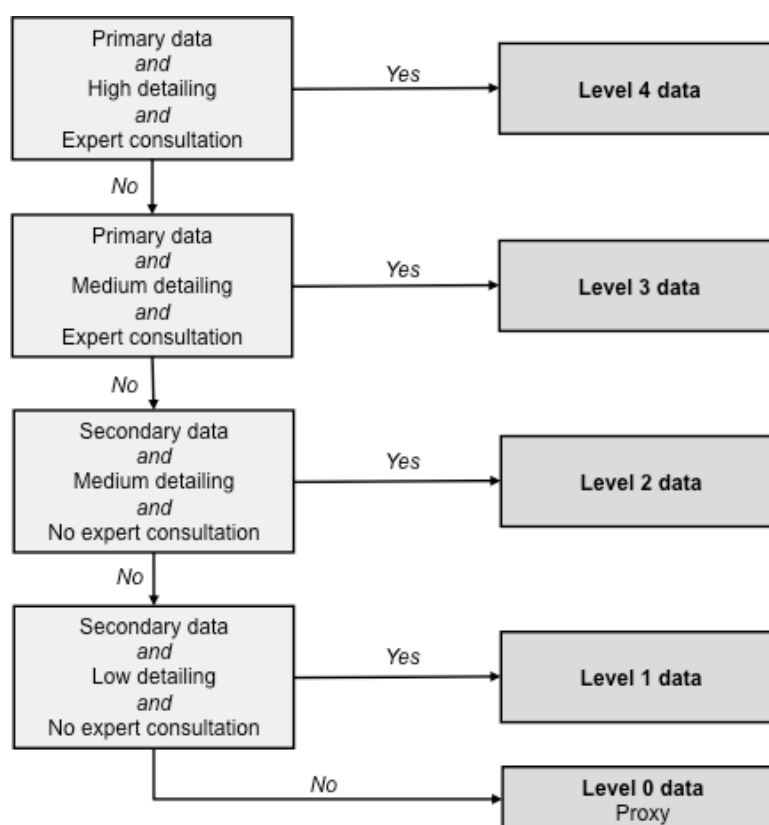 Primary data
and
High detailing
and
Expert consultation
Yes
Level 4 data
No
Primary data
and
Medium detailing
and
Expert consultation
Yes
Level 3 data
No
Secondary data
and
Medium detailing
and
No expert consultation
Yes
Level 2 data
No
Secondary data
and
Low detailing
and
No expert consultation
Yes
Level 1 data
No
Level 0 data
Proxy